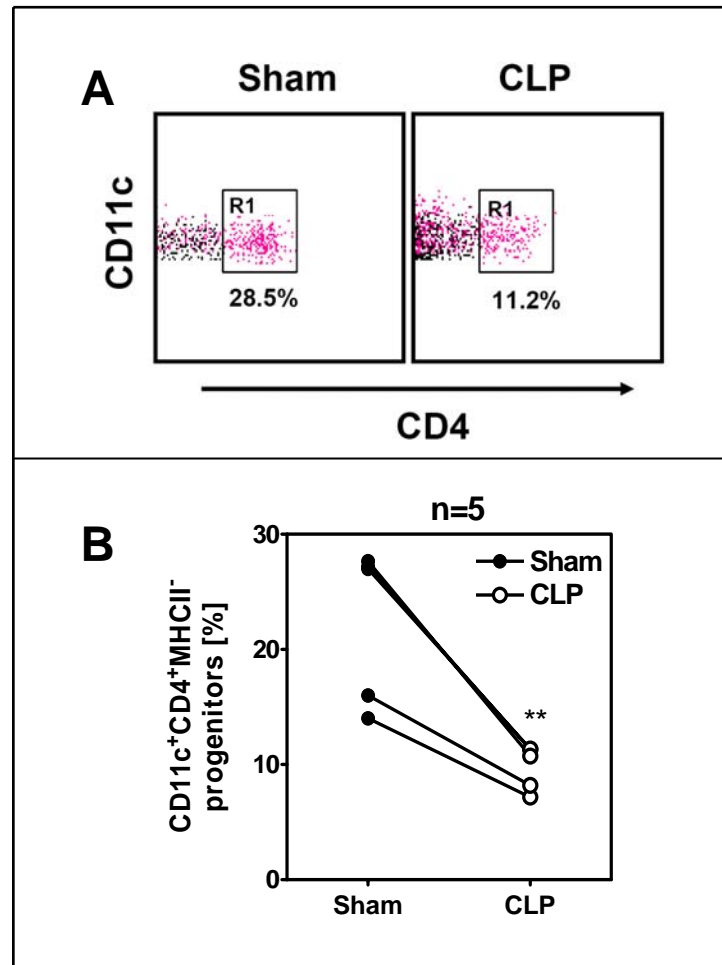 A
Sham CLP
CD11c
R1 R1
28.5% 11.2%
CD4
B
n=5
30
Sham
CLP
CD11c⁺CD4⁺MHCII⁻
progenitors [%]
20
**
10
0
Sham CLP